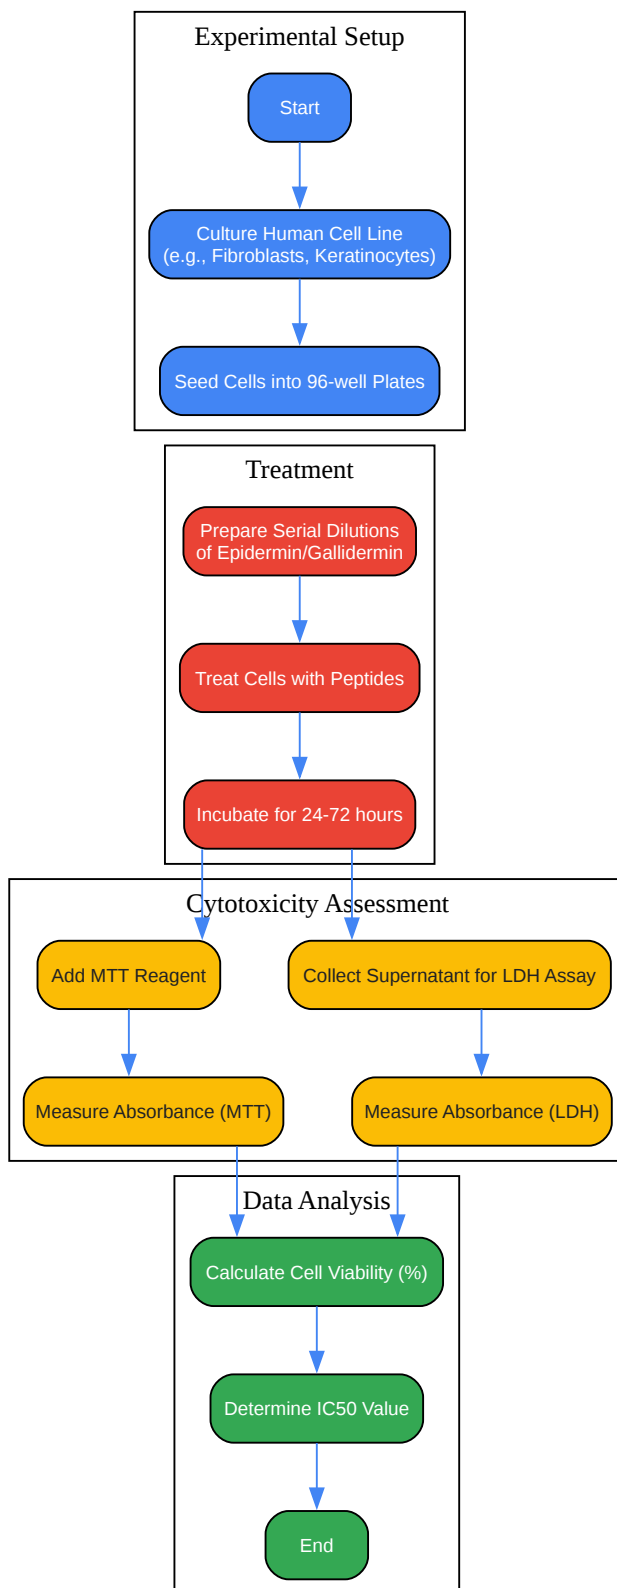 Experimental Setup
Start
Culture Human Cell Line
(e.g., Fibroblasts, Keratinocytes)
Seed Cells into 96-well Plates
Treatment
Prepare Serial Dilutions
of Epidermin/Gallidermin
Treat Cells with Peptides
Incubate for 24-72 hours
Cytotoxicity Assessment
Add MTT Reagent
Collect Supernatant for LDH Assay
Measure Absorbance (MTT)
Measure Absorbance (LDH)
Data Analysis
Calculate Cell Viability (%)
Determine IC50 Value
End